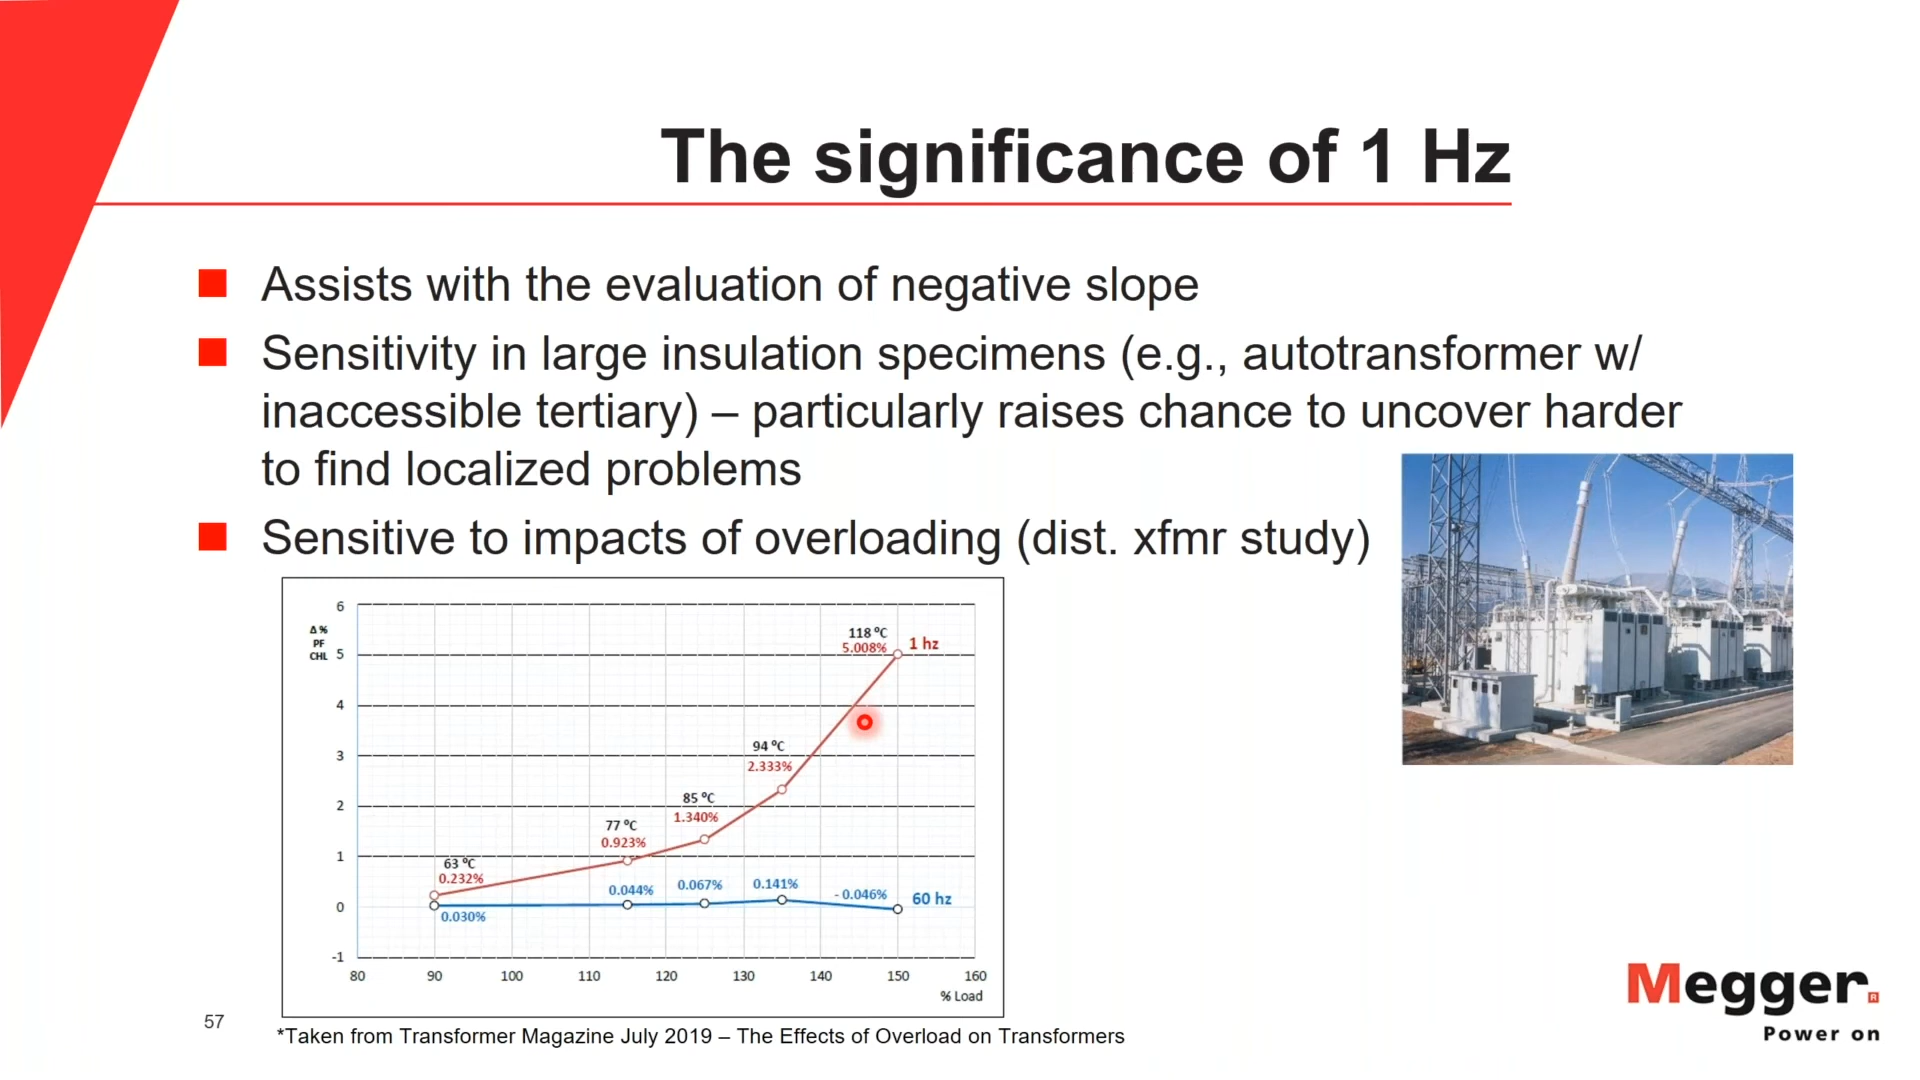 The significance of 1 Hz
Assists with the evaluation of negative slope
Sensitivity in large insulation specimens (e.g., autotransformer w/
inaccessible tertiary) – particularly raises chance to uncover harder
to find localized problems
Sensitive to impacts of overloading (dist. xfmr study)
6
Δ %
PF
CHL
5
4
3
2
1
0
-1
118 ºC
5.008%
1 hz
94 ºC
2.333%
85 ºC
1.340%
77 ºC
0.923%
63 ºC
0.232%
0.030%
0.044%
0.067%
0.141%
- 0.046%
60 hz
80 90 100 110 120 130 140 150 160
% Load
57
*Taken from Transformer Magazine July 2019 – The Effects of Overload on Transformers
Megger.®
Power on